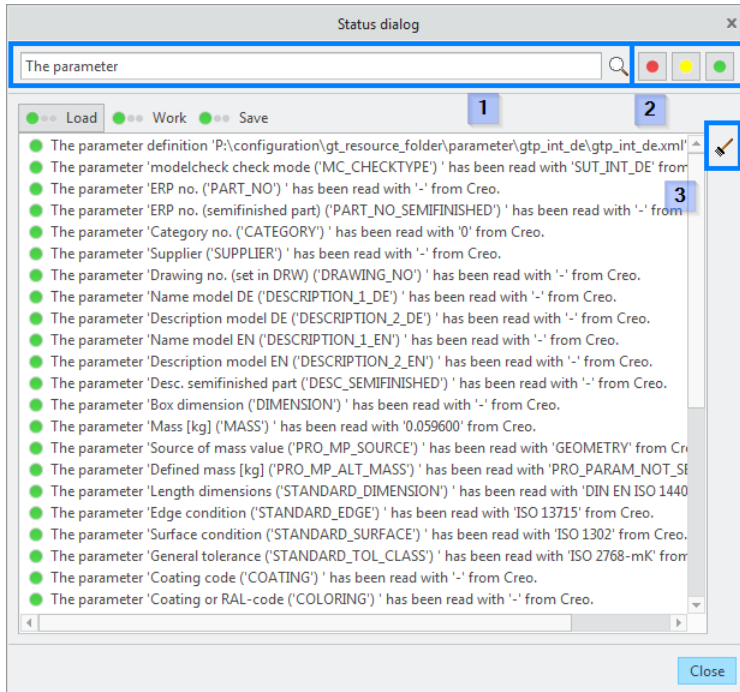 Status dialog
x
The parameter
1
2
Load
Work
Save
The parameter definition 'P:\configuration\gt_resource_folder\parameter\gtp_int_de\gtp_int_de.xml'
The parameter 'modelcheck check mode ('MC_CHECKTYPE') ' has been read with 'SUT_INT_DE' from
The parameter 'ERP no. ('PART_NO') ' has been read with '-' from Creo.
3
The parameter 'ERP no. (semifinished part) ('PART_NO_SEMIFINISHED') ' has been read with '-' from
The parameter 'Category no. ('CATEGORY') ' has been read with '0' from Creo.
The parameter 'Supplier ('SUPPLIER') ' has been read with '-' from Creo.
The parameter 'Drawing no. (set in DRW) ('DRAWING_NO') ' has been read with '-' from Creo.
The parameter 'Name model DE ('DESCRIPTION_1_DE') ' has been read with '-' from Creo.
The parameter 'Description model DE ('DESCRIPTION_2_DE') ' has been read with '-' from Creo.
The parameter 'Name model EN ('DESCRIPTION_1_EN') ' has been read with '-' from Creo.
The parameter 'Description model EN ('DESCRIPTION_2_EN') ' has been read with '-' from Creo.
The parameter 'Desc. semifinished part ('DESC_SEMIFINISHED') ' has been read with '-' from Creo.
The parameter 'Box dimension ('DIMENSION') ' has been read with '-' from Creo.
The parameter 'Mass [kg] ('MASS') ' has been read with '0.059600' from Creo.
The parameter 'Source of mass value ('PRO_MP_SOURCE') ' has been read with 'GEOMETRY' from Cre
The parameter 'Defined mass [kg] ('PRO_MP_ALT_MASS') ' has been read with 'PRO_PARAM_NOT_SE
The parameter 'Length dimensions ('STANDARD_DIMENSION') ' has been read with 'DIN EN ISO 1440
The parameter 'Edge condition ('STANDARD_EDGE') ' has been read with 'ISO 13715' from Creo.
The parameter 'Surface condition ('STANDARD_SURFACE') ' has been read with 'ISO 1302' from Creo.
The parameter 'General tolerance ('STANDARD_TOL_CLASS') ' has been read with 'ISO 2768-mK' from
The parameter 'Coating code ('COATING') ' has been read with '-' from Creo.
The parameter 'Coating or RAL-code ('COLORING') ' has been read with '-' from Creo.
Close